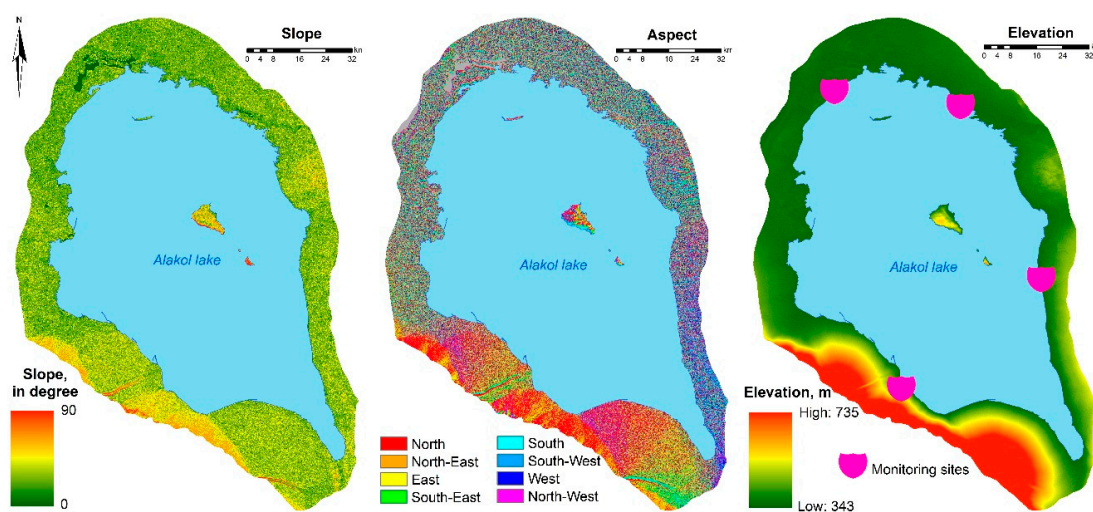 N
Slope
km
0 4 8 16 24 32
Alakol lake
Slope,
in degree
90
0
Aspect
0 4 8 16 24 32
Alakol lake
North
North-East
East
South-East
South
South-West
West
North-West
Elevation
0 4 8 16 24 32
Alakol lake
Elevation, m
High: 735
Low: 343
Monitoring sites